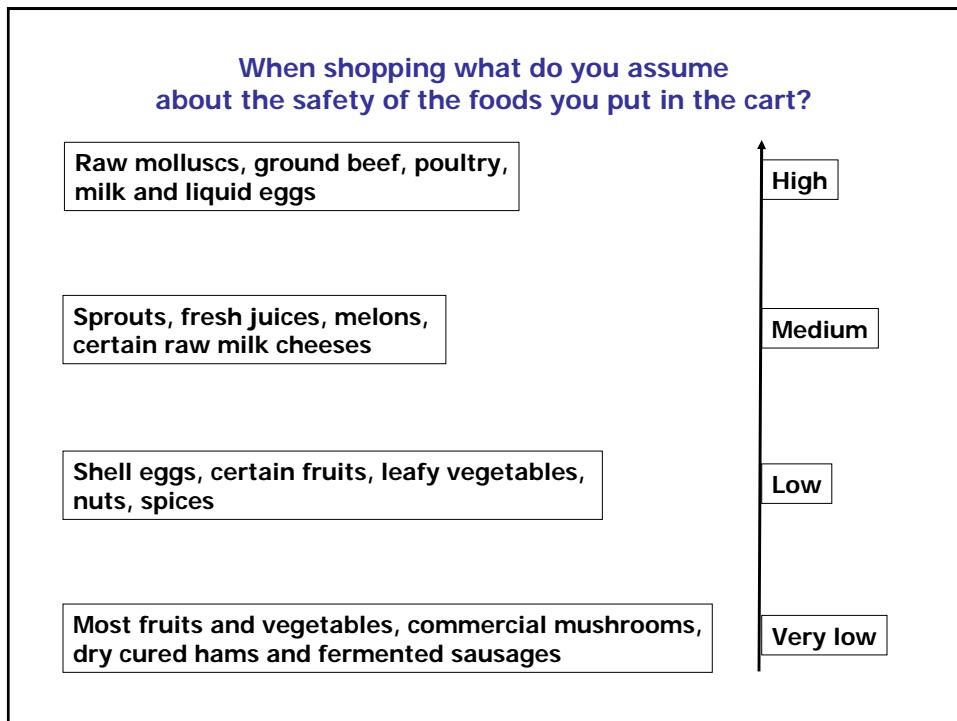 When shopping what do you assume
about the safety of the foods you put in the cart?
Raw molluscs, ground beef, poultry,
milk and liquid eggs
High
Sprouts, fresh juices, melons,
certain raw milk cheeses
Medium
Shell eggs, certain fruits, leafy vegetables,
nuts, spices
Low
Most fruits and vegetables, commercial mushrooms,
dry cured hams and fermented sausages
Very low